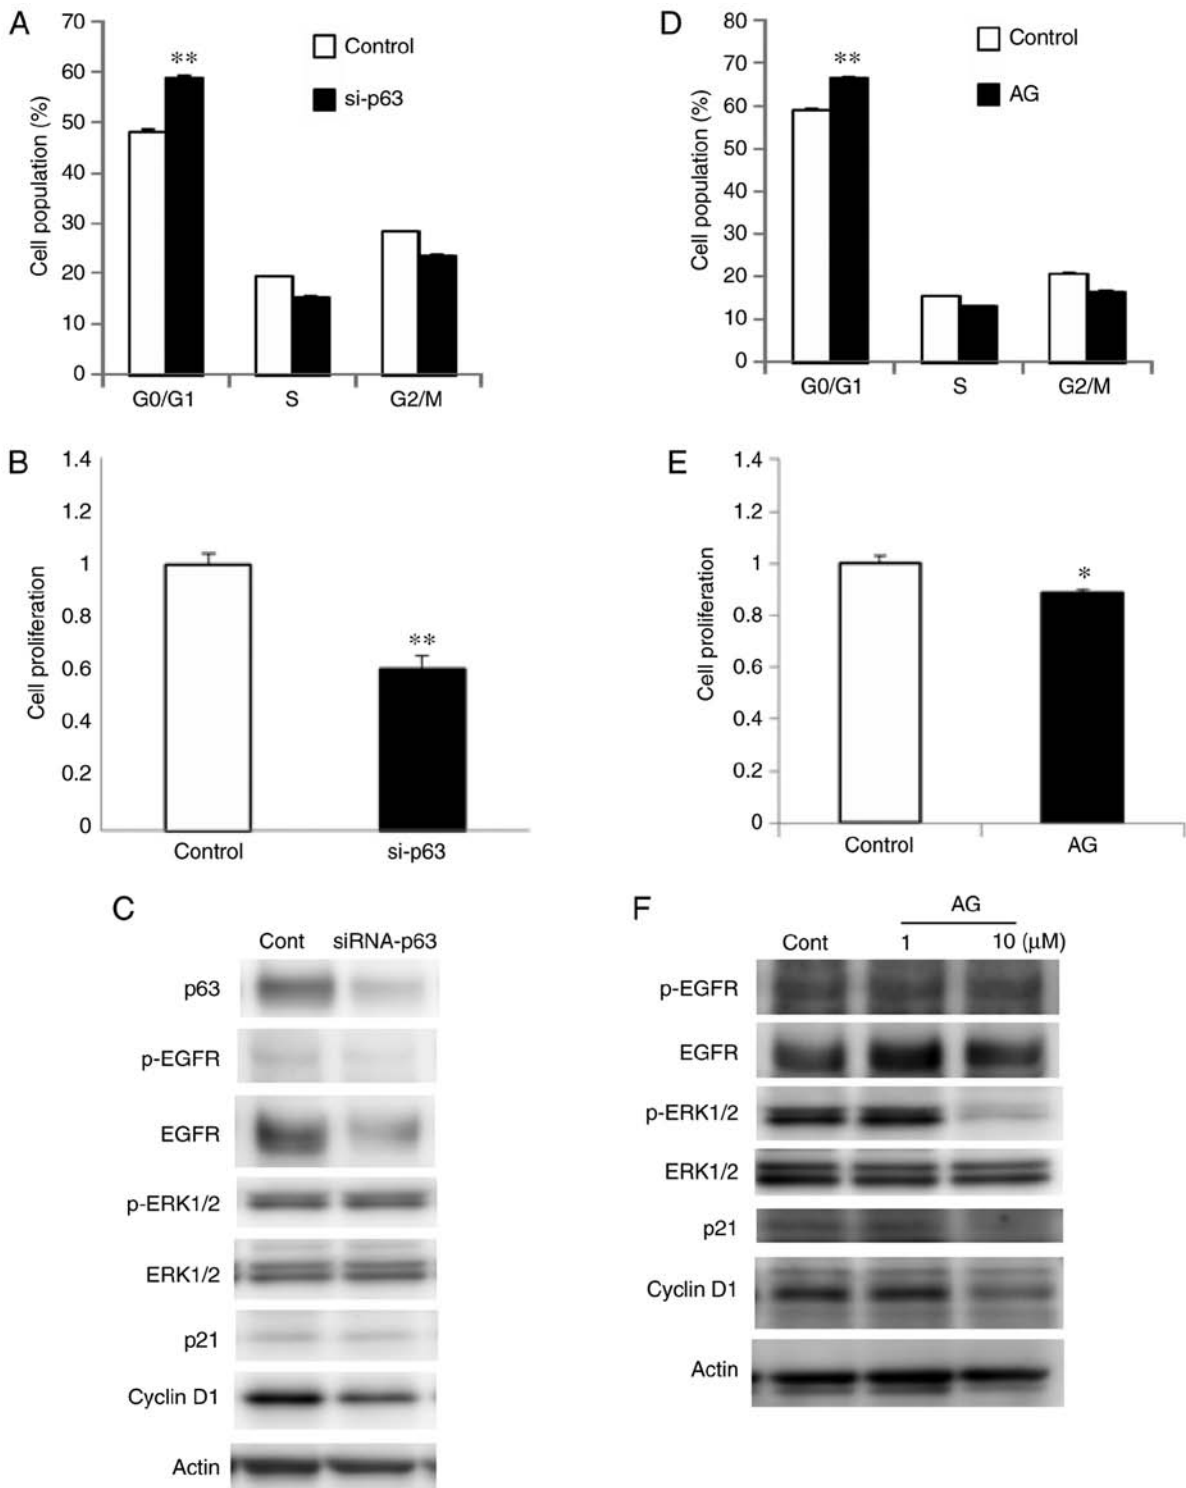 A
70
60
50
40
30
20
10
0
Cell population (%)
**
Control
si-p63
G0/G1 S G2/M
D
80
70
60
50
40
30
20
10
0
Cell population (%)
**
Control
AG
G0/G1 S G2/M
B
1.4
1.2
1
0.8
0.6
0.4
0.2
0
Cell proliferation
**
Control si-p63
E
1.4
1.2
1
0.8
0.6
0.4
0.2
0
Cell proliferation
*
Control AG
C
Cont siRNA-p63
p63
p-EGFR
EGFR
p-ERK1/2
ERK1/2
p21
Cyclin D1
Actin
F
AG
Cont 1 10 (μM)
p-EGFR
EGFR
p-ERK1/2
ERK1/2
p21
Cyclin D1
Actin